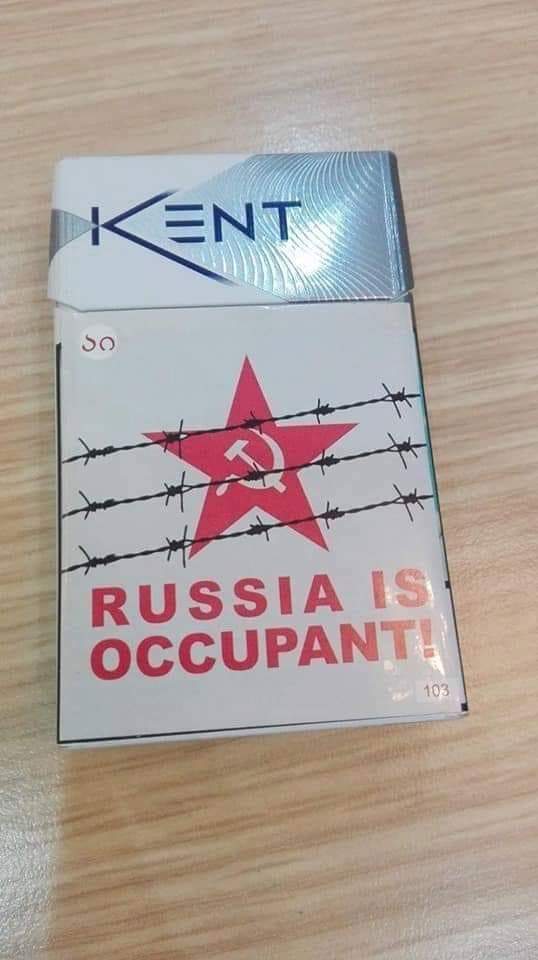 KENT
RUSSIA IS
OCCUPANT!
103